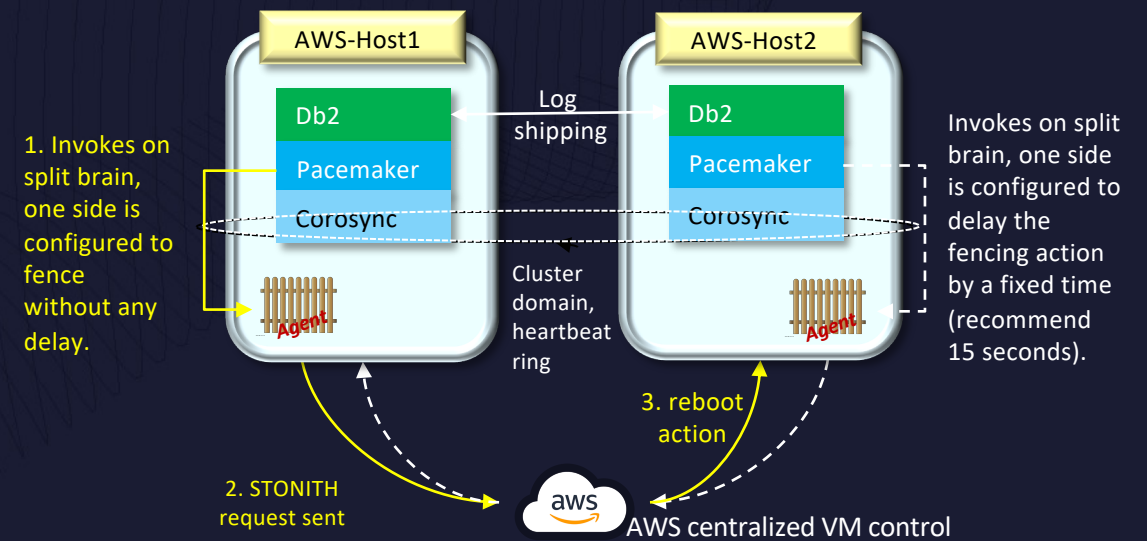 AWS-Host1
AWS-Host2
Db2
Pacemaker
Corosync
Agent
Log
shipping
Db2
Pacemaker
Corosync
Agent
1. Invokes on
split brain,
one side is
configured to
fence
without any
delay.
Cluster
domain,
heartbeat
ring
Invokes on split
brain, one side
is configured to
delay the
fencing action
by a fixed time
(recommend
15 seconds).
2. STONITH
request sent
3. reboot
action
aws
AWS centralized VM control